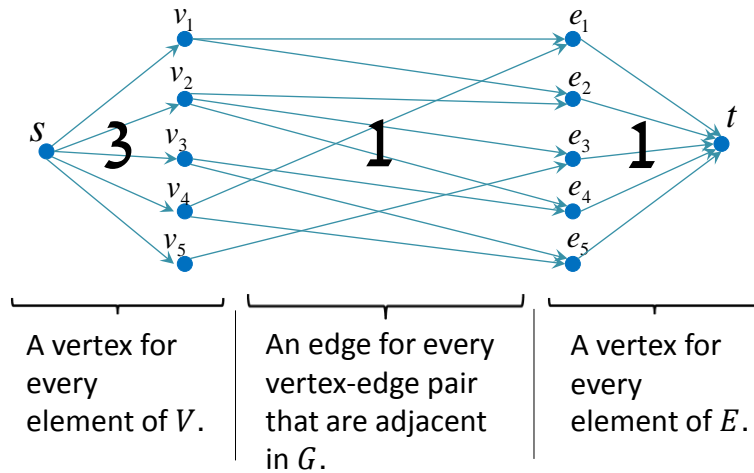 v₁ e₁
v₂ e₂
s 3 v₃ 1 e₃ 1 t
v₄ e₄
v₅ e₅
A vertex for
every
element of V.
An edge for every
vertex-edge pair
that are adjacent
in G.
A vertex for
every
element of E.